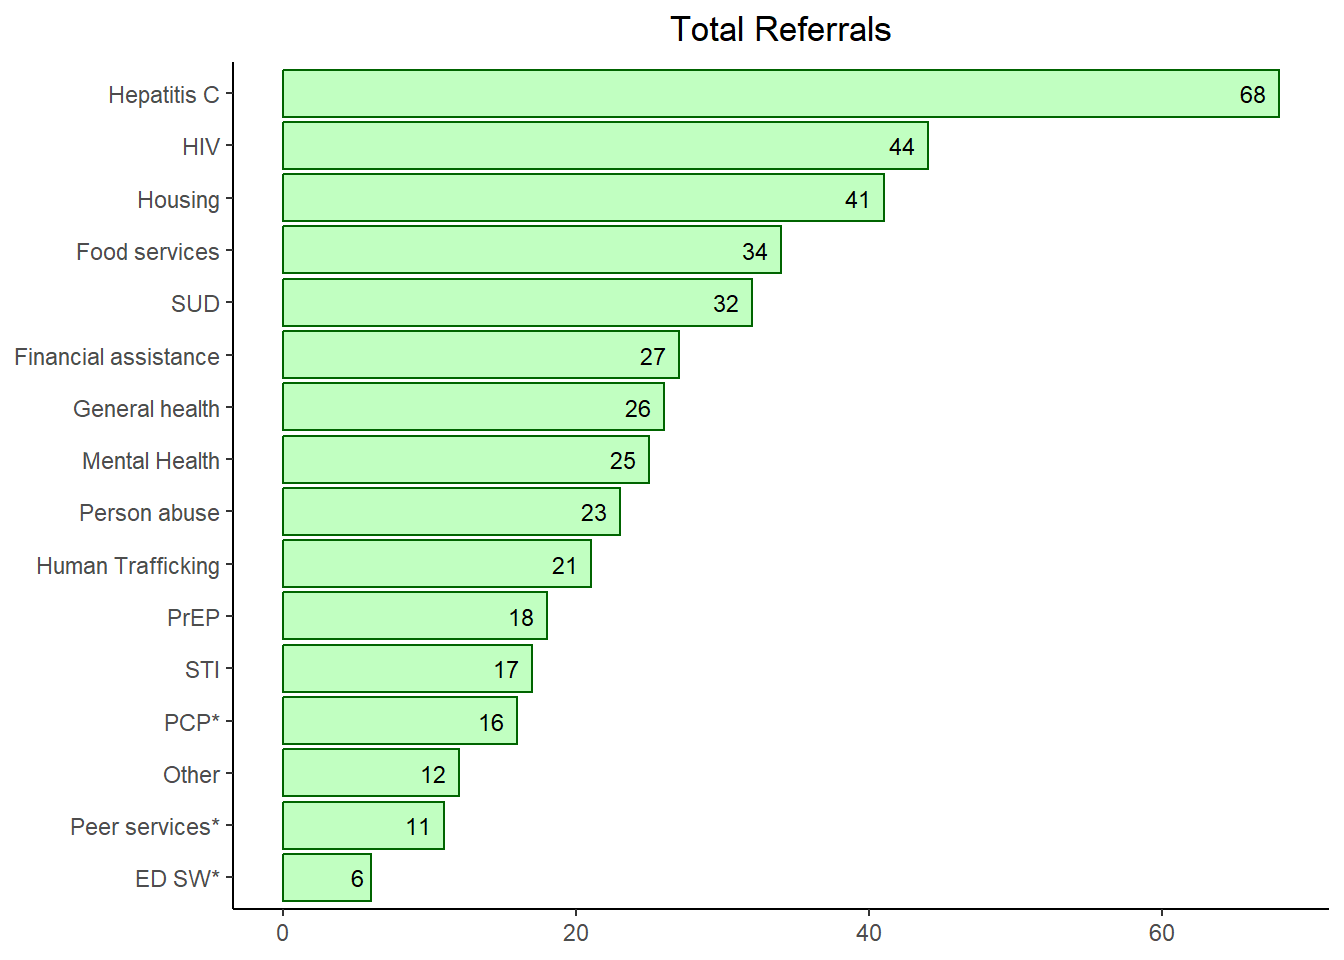 Total Referrals
Hepatitis C 68
HIV 44
Housing 41
Food services 34
SUD 32
Financial assistance 27
General health 26
Mental Health 25
Person abuse 23
Human Trafficking 21
PrEP 18
STI 17
PCP* 16
Other 12
Peer services* 11
ED SW* 6
0 20 40 60